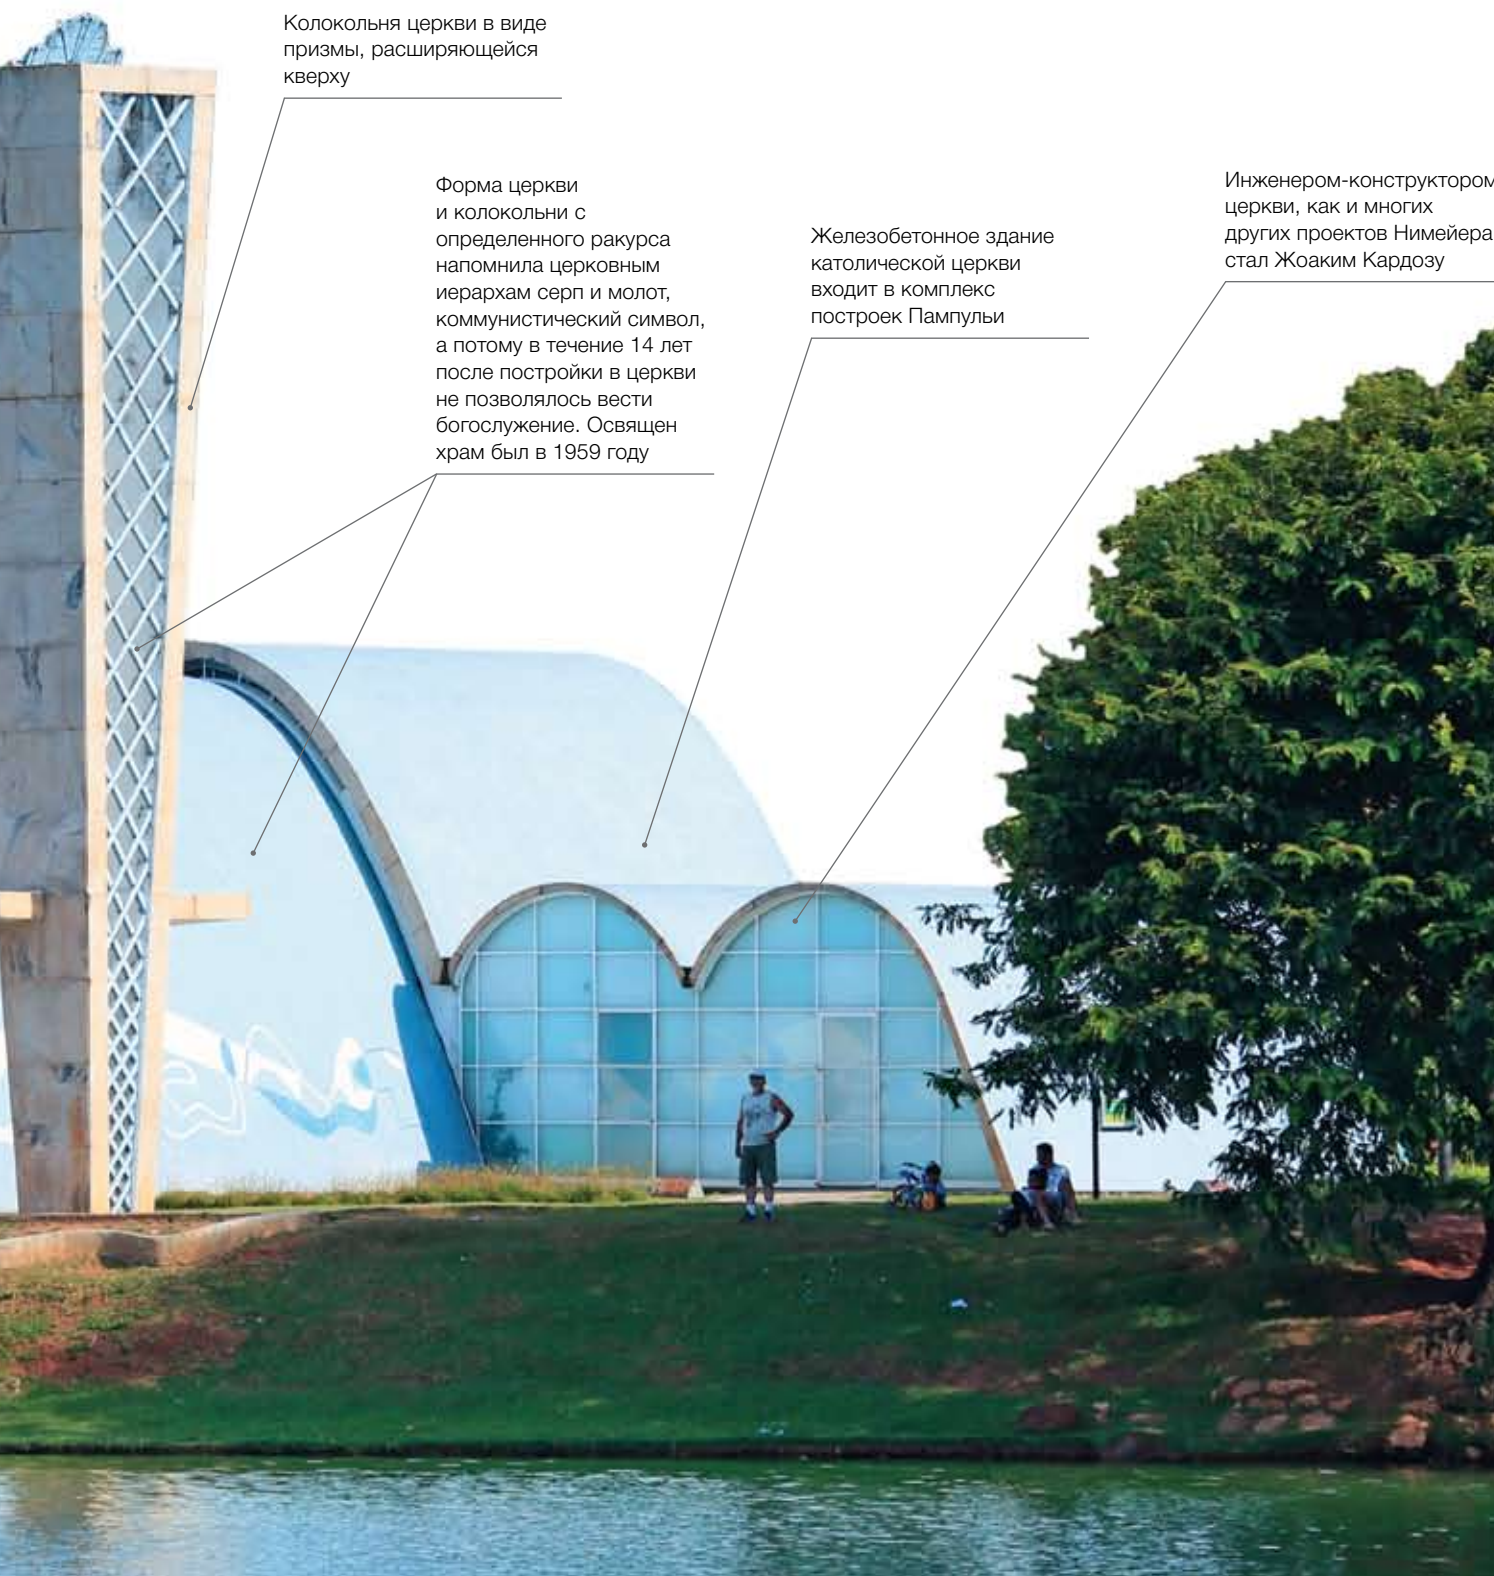 Колокольня церкви в виде
призмы, расширяющейся
кверху
Форма церкви
и колокольни с
определенного ракурса
напомнила церковным
иерархам серп и молот,
коммунистический символ,
а потому в течение 14 лет
после постройки в церкви
не позволялось вести
богослужение. Освящен
храм был в 1959 году
Железобетонное здание
католической церкви
входит в комплекс
построек Пампульи
Инженером-конструктором
церкви, как и многих
других проектов Нимейера
стал Жоаким Кардозу